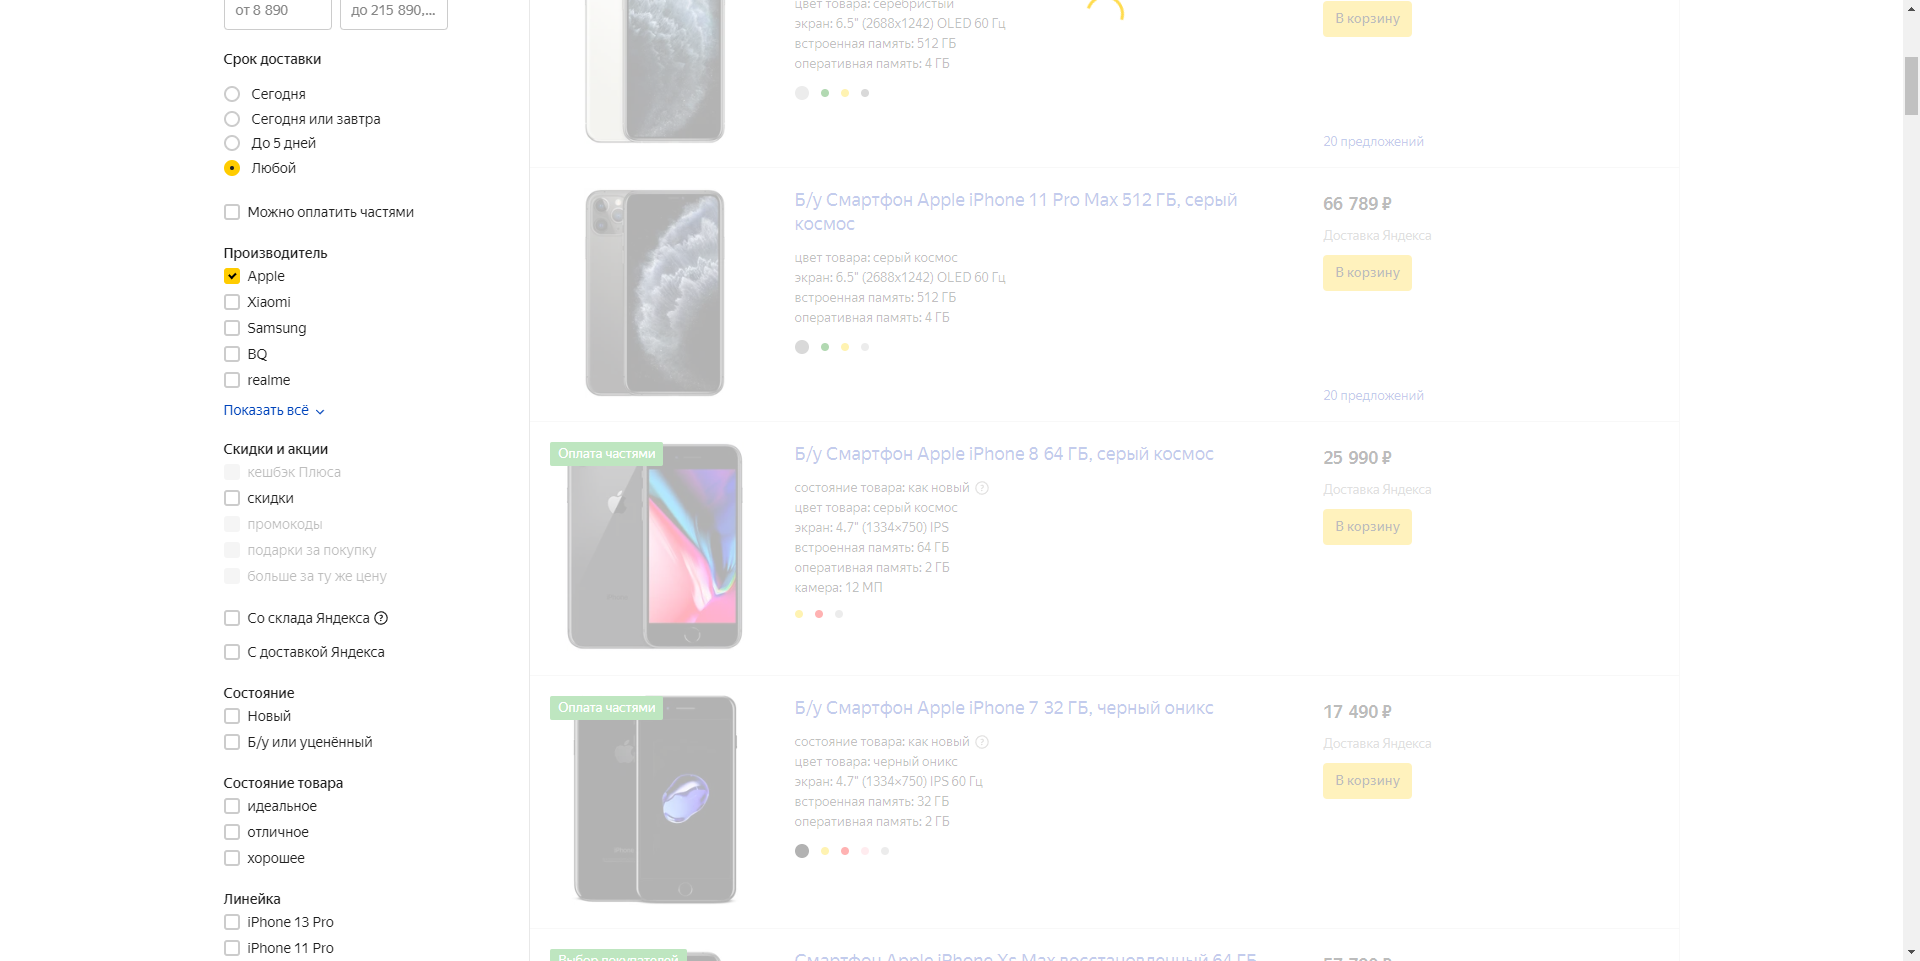 от 8 890
до 215 890,...
Срок доставки
Сегодня
Сегодня или завтра
До 5 дней
Любой
Можно оплатить частями
Производитель
Apple
Xiaomi
Samsung
BQ
realme
Показать всё
Скидки и акции
кешбэк Плюса
скидки
промокоды
подарки за покупку
больше за ту же цену
Со склада Яндекса
С доставкой Яндекса
Состояние
Новый
Б/у или уценённый
Состояние товара
идеальное
отличное
хорошее
Линейка
iPhone 13 Pro
iPhone 11 Pro
цвет товара: серебристый
экран: 6.5" (2688x1242) OLED 60 Гц
встроенная память: 512 ГБ
оперативная память: 4 ГБ
В корзину
20 предложений
Б/у Смартфон Apple iPhone 11 Pro Max 512 ГБ, серый
космос
цвет товара: серый космос
экран: 6.5" (2688x1242) OLED 60 Гц
встроенная память: 512 ГБ
оперативная память: 4 ГБ
66 789 ₽
Доставка Яндекса
В корзину
20 предложений
Оплата частями
Б/у Смартфон Apple iPhone 8 64 ГБ, серый космос
состояние товара: как новый
цвет товара: серый космос
экран: 4.7" (1334×750) IPS
встроенная память: 64 ГБ
оперативная память: 2 ГБ
камера: 12 МП
25 990 ₽
Доставка Яндекса
В корзину
Оплата частями
Б/у Смартфон Apple iPhone 7 32 ГБ, черный оникс
состояние товара: как новый
цвет товара: черный оникс
экран: 4.7" (1334×750) IPS 60 Гц
встроенная память: 32 ГБ
оперативная память: 2 ГБ
17 490 ₽
Доставка Яндекса
В корзину
Выбор покупателей
Смартфон Apple iPhone Xs Max восстановленный 64 ГБ
57 790 ₽